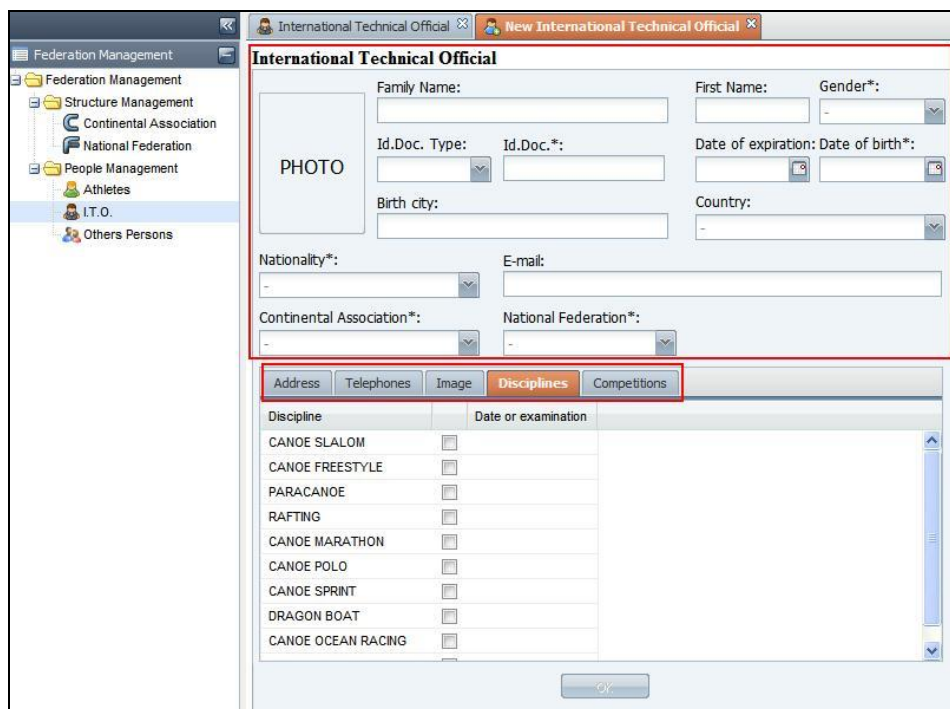 International Technical Official
New International Technical Official
Federation Management
Federation Management
Structure Management
Continental Association
National Federation
People Management
Athletes
I.T.O.
Others Persons
International Technical Official
PHOTO
Family Name:
First Name:
Gender*:
-
Id.Doc. Type:
Id.Doc.*:
Date of expiration:
Date of birth*:
Birth city:
Country:
-
Nationality*:
-
E-mail:
Continental Association*:
-
National Federation*:
-
Address Telephones Image Disciplines Competitions
Discipline Date or examination
CANOE SLALOM
CANOE FREESTYLE
PARACANOE
RAFTING
CANOE MARATHON
CANOE POLO
CANOE SPRINT
DRAGON BOAT
CANOE OCEAN RACING
OK